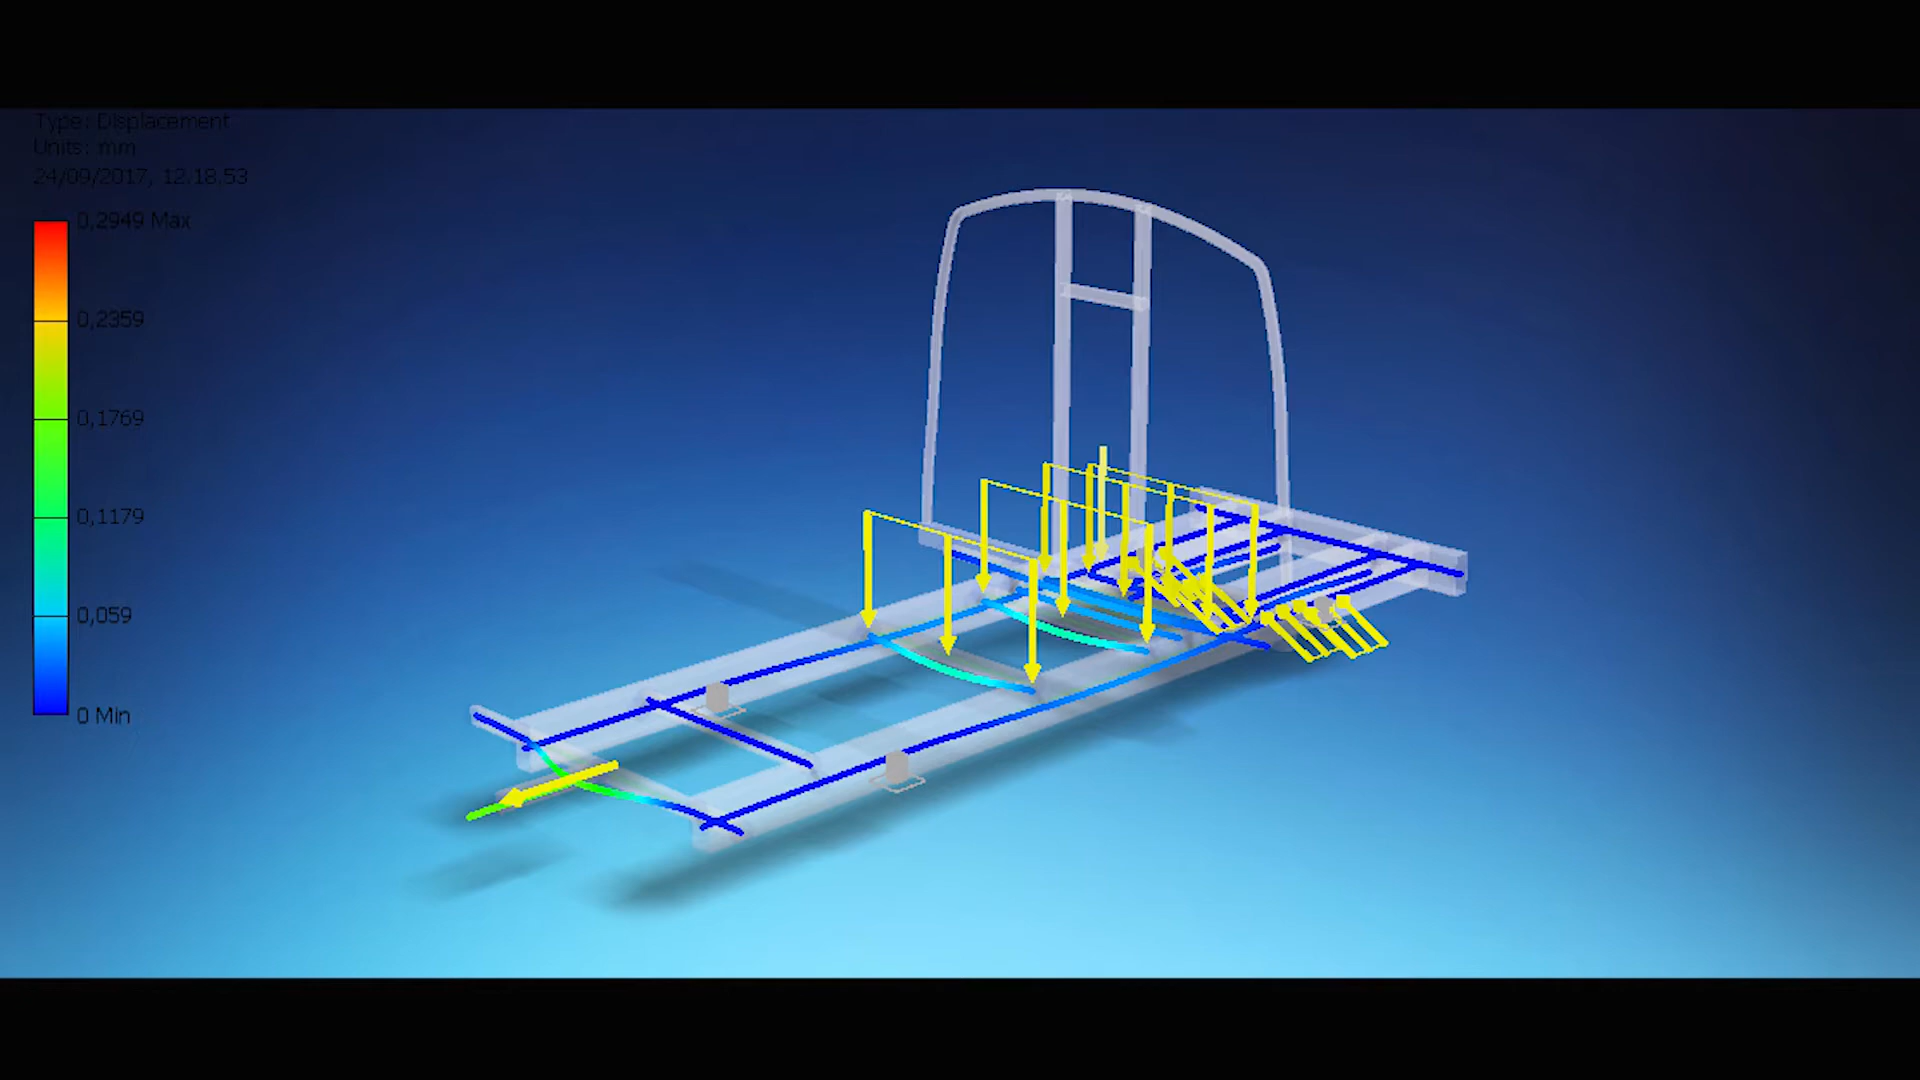 Type: Displacement
Units: mm
24/09/2017, 12.18.53
0,2949 Max
0,2359
0,1769
0,1179
0,059
0 Min